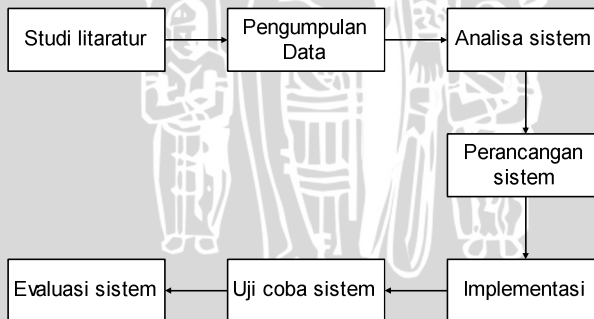 Studi litaratur
Pengumpulan
Data
Analisa sistem
Perancangan
sistem
Implementasi
Uji coba sistem
Evaluasi sistem